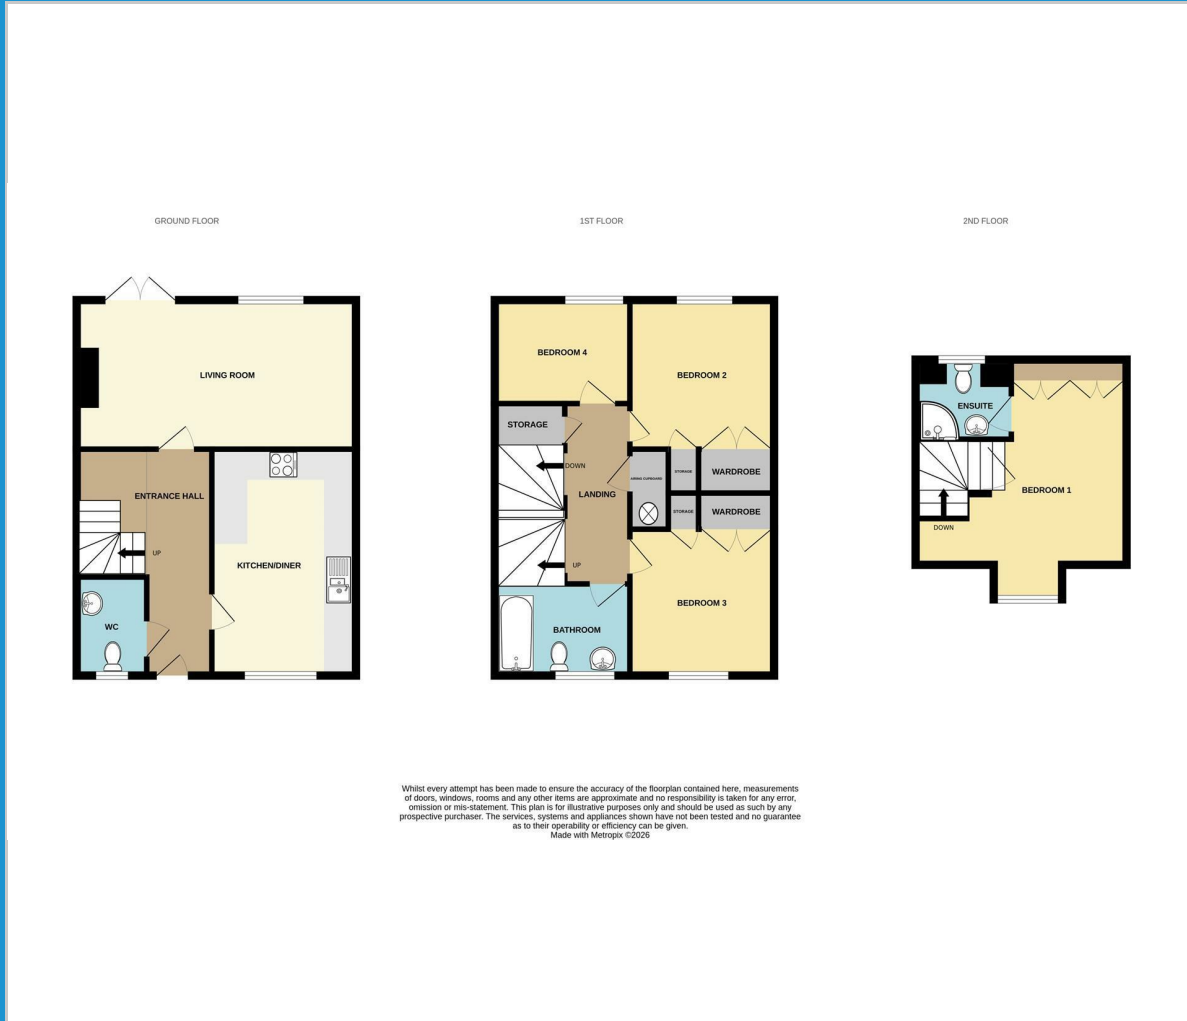 GROUND FLOOR
1ST FLOOR
2ND FLOOR
LIVING ROOM
ENTRANCE HALL
UP
KITCHEN/DINER
WC
BEDROOM 4
BEDROOM 2
STORAGE
DOWN
STORAGE
WARDROBE
AIRING CUPBOARD
LANDING
STORAGE
WARDROBE
UP
BEDROOM 3
BATHROOM
ENSUITE
BEDROOM 1
DOWN
Whilst every attempt has been made to ensure the accuracy of the floorplan contained here, measurements
of doors, windows, rooms and any other items are approximate and no responsibility is taken for any error,
omission or mis-statement. This plan is for illustrative purposes only and should be used as such by any
prospective purchaser. The services, systems and appliances shown have not been tested and no guarantee
as to their operability or efficiency can be given.
Made with Metropix ©2026